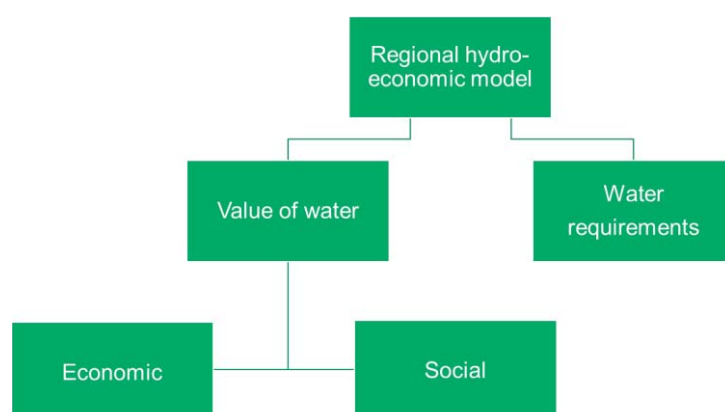 Regional hydro-
economic model
Value of water
Water
requirements
Economic
Social